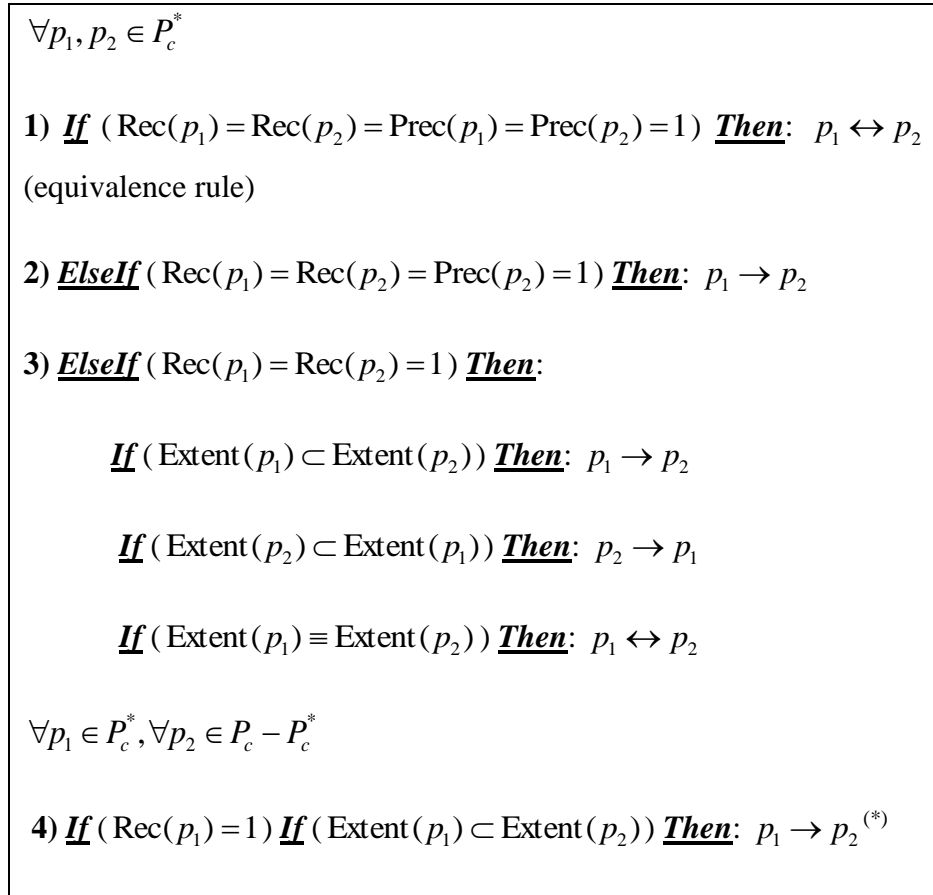 ∀p₁, p₂ ∈ P_c^*
1) If (Rec(p₁) = Rec(p₂) = Prec(p₁) = Prec(p₂) = 1) Then: p₁ ↔ p₂
(equivalence rule)
2) ElseIf (Rec(p₁) = Rec(p₂) = Prec(p₂) = 1) Then: p₁ → p₂
3) ElseIf (Rec(p₁) = Rec(p₂) = 1) Then:
If (Extent(p₁) ⊂ Extent(p₂)) Then: p₁ → p₂
If (Extent(p₂) ⊂ Extent(p₁)) Then: p₂ → p₁
If (Extent(p₁) ≡ Extent(p₂)) Then: p₁ ↔ p₂
∀p₁ ∈ P_c^*, ∀p₂ ∈ P_c − P_c^*
4) If (Rec(p₁) = 1) If (Extent(p₁) ⊂ Extent(p₂)) Then: p₁ → p₂ (*)